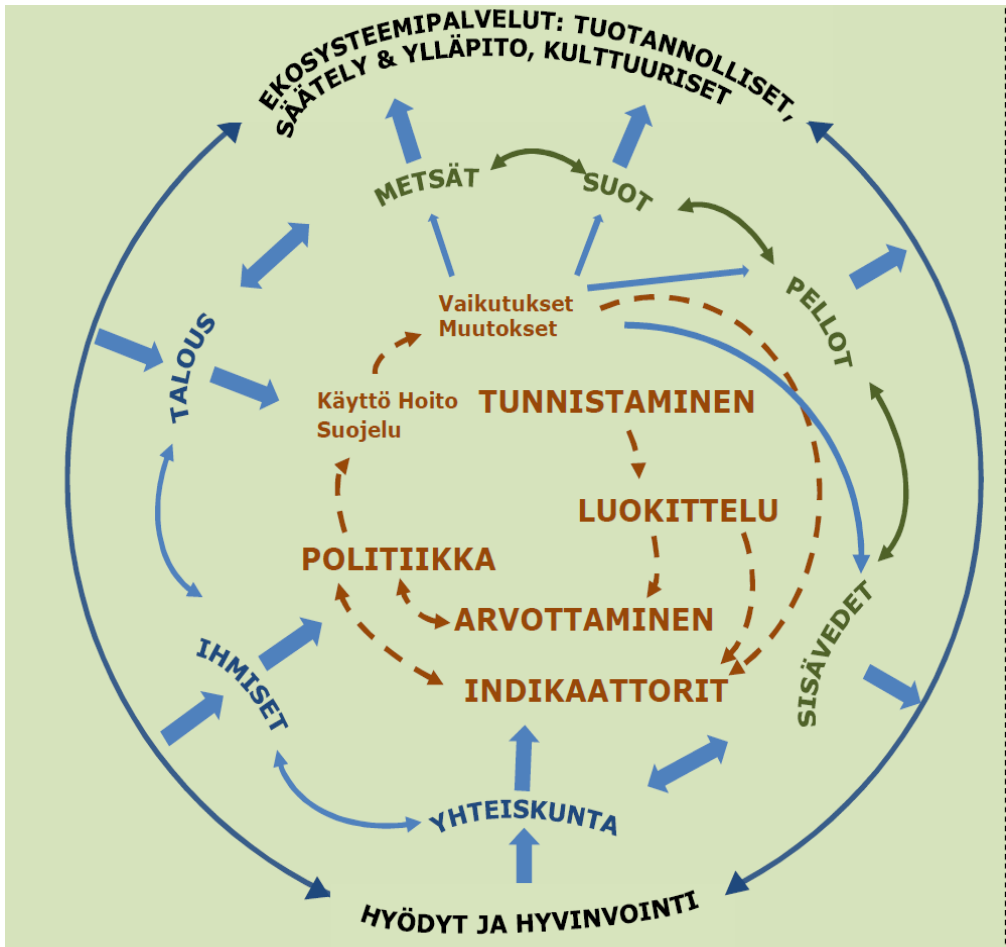 EKOSYSTEEMIPALVELUT: TUOTANNOLLISET,
SÄÄTELY & YLLÄPITO, KULTTUURISET
METSÄT
SUOT
PELLOT
Vaikutukset
Muutokset
TALOUS
Käyttö Hoito
Suojelu
TUNNISTAMINEN
LUOKITTELU
POLITIIKKA
ARVOTTAMINEN
SISÄVEDET
IHMISET
INDIKAATTORIT
YHTEISKUNTA
HYÖDYT JA HYVINVOINTI